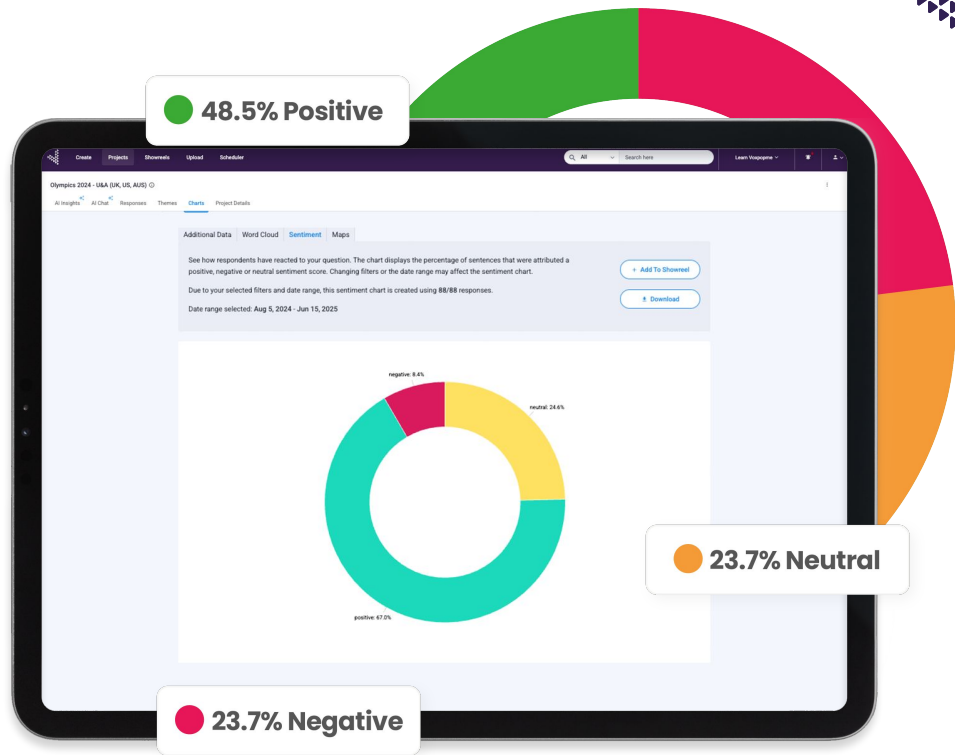 48.5% Positive
Create Projects Showreels Upload Scheduler All Search here Learn Voxpopme
Olympics 2024 - U&A (UK, US, AUS)
AI Insights AI Chat Responses Themes Charts Project Details
Additional Data Word Cloud Sentiment Maps
See how respondents have reacted to your question. The chart displays the percentage of sentences that were attributed a
positive, negative or neutral sentiment score. Changing filters or the date range may affect the sentiment chart.
+ Add To Showreel
Due to your selected filters and date range, this sentiment chart is created using 88/88 responses.
Download
Date range selected: Aug 5, 2024 - Jun 15, 2025
negative: 8.4%
neutral: 24.6%
23.7% Neutral
positive: 67.0%
23.7% Negative